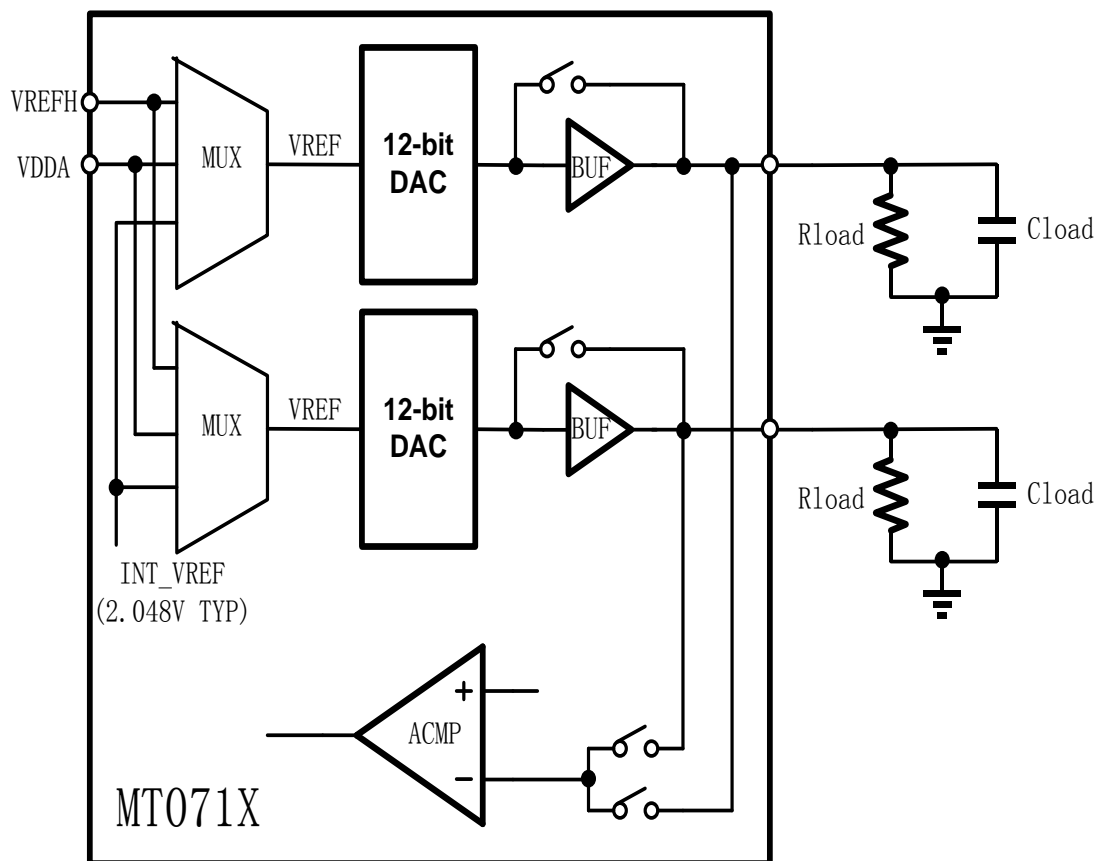 VREFH
VDDA
MUX
VREF
12-bit
DAC
BUF
Rload
Cload
MUX
VREF
12-bit
DAC
BUF
Rload
Cload
INT_VREF
(2.048V TYP)
+
ACMP
−
MT071X